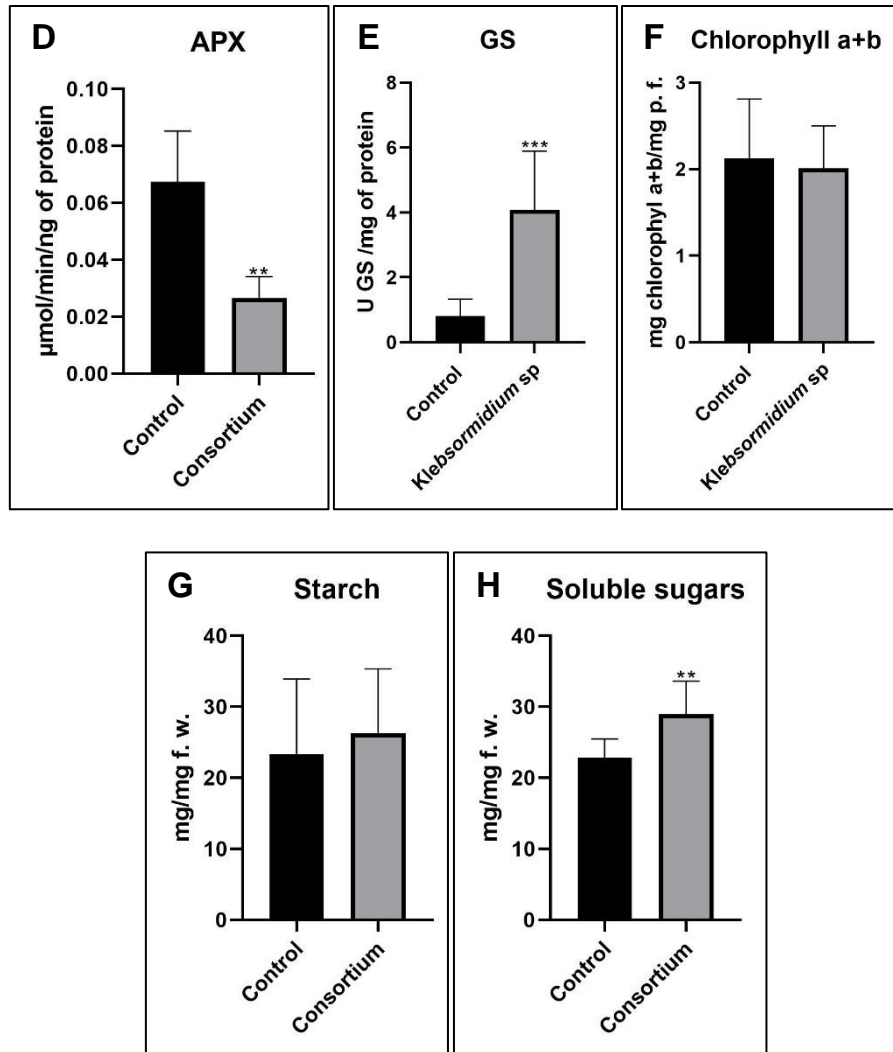 D APX
µmol/min/ng of protein
0.10
0.08
0.06
0.04
0.02
0.00
**
Control
Consortium
E GS
U GS /mg of protein
8
6
4
2
0
***
Control
Klebsormidium sp
F Chlorophyll a+b
mg chlorophyl a+b/mg p. f.
3
2
1
0
Control
Klebsormidium sp
G Starch
mg/mg f. w.
40
30
20
10
0
Control
Consortium
H Soluble sugars
mg/mg f. w.
40
30
20
10
0
**
Control
Consortium